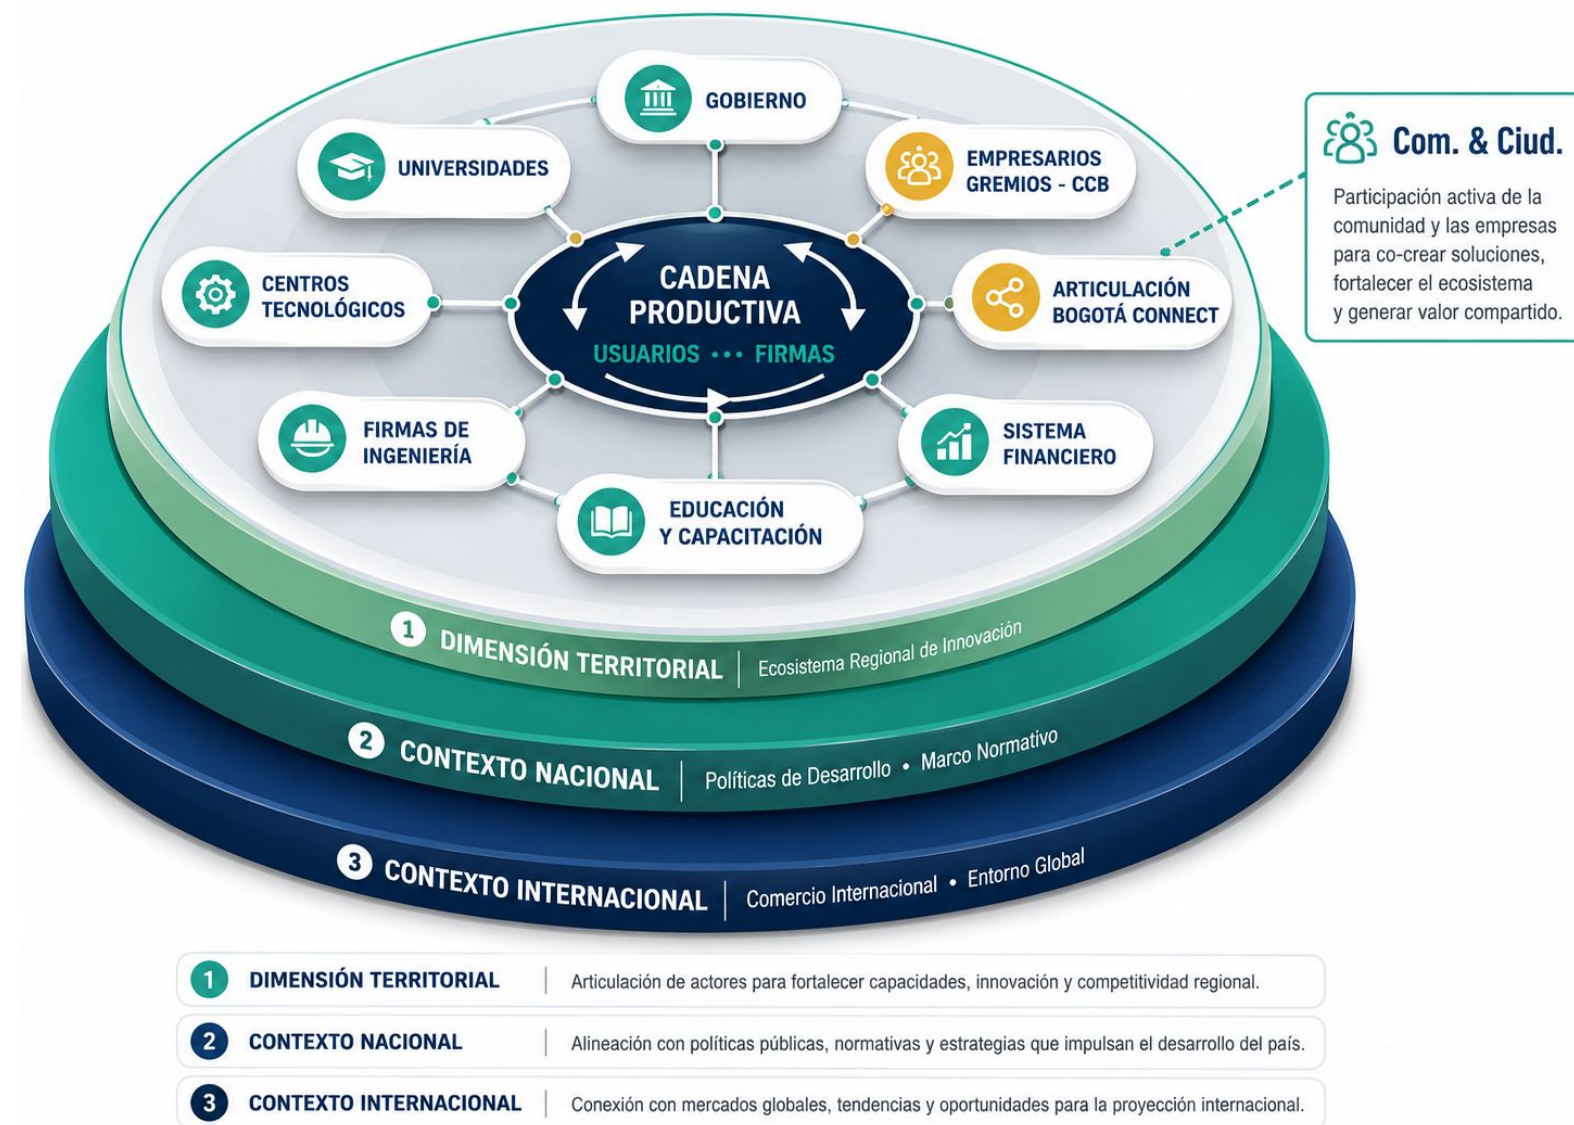 GOBIERNO
UNIVERSIDADES
EMPRESARIOS
GREMIOS - CCB
Com. & Ciud.
Participación activa de la
comunidad y las empresas
para co-crear soluciones,
fortalecer el ecosistema
y generar valor compartido.
CENTROS
TECNOLÓGICOS
CADENA
PRODUCTIVA
USUARIOS ••• FIRMAS
ARTICULACIÓN
BOGOTÁ CONNECT
FIRMAS DE
INGENIERÍA
SISTEMA
FINANCIERO
EDUCACIÓN
Y CAPACITACIÓN
1 DIMENSIÓN TERRITORIAL | Ecosistema Regional de Innovación
2 CONTEXTO NACIONAL | Políticas de Desarrollo • Marco Normativo
3 CONTEXTO INTERNACIONAL | Comercio Internacional • Entorno Global
1 DIMENSIÓN TERRITORIAL | Articulación de actores para fortalecer capacidades, innovación y competitividad regional.
2 CONTEXTO NACIONAL | Alineación con políticas públicas, normativas y estrategias que impulsan el desarrollo del país.
3 CONTEXTO INTERNACIONAL | Conexión con mercados globales, tendencias y oportunidades para la proyección internacional.